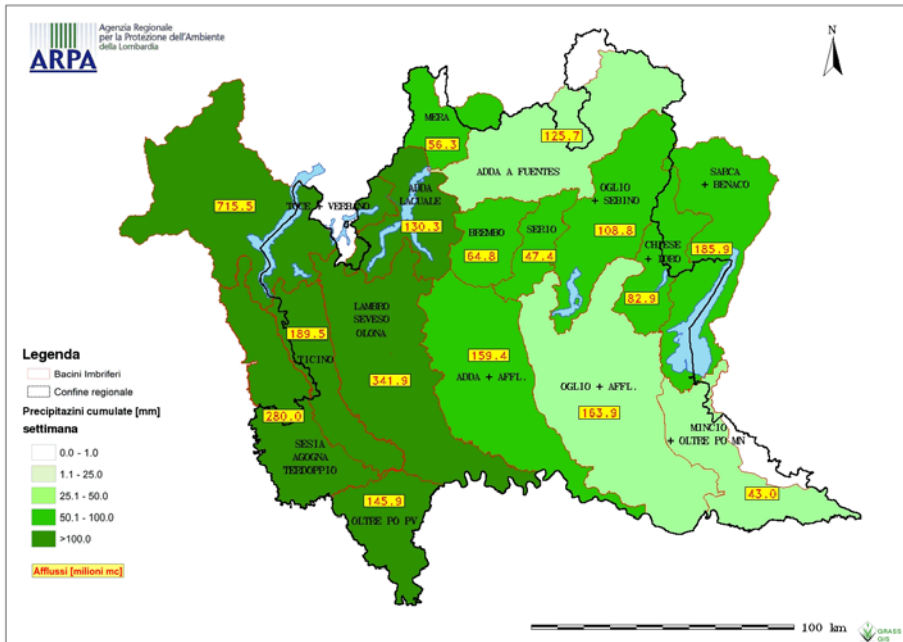 Agenzia Regionale
per la Protezione dell'Ambiente
della Lombardia
ARPA
N
MERA
56.3
125.7
ADDA A FUENTES
SARCA
+ BENACO
185.9
715.5
TOCE + VERBANO
ADDA
LACUALE
130.3
OGLIO
+ SEBINO
108.8
BREMBO
64.8
SERIO
47.4
CHIESE
+ IDRO
82.9
LAMBRO
SEVESO
OLONA
341.9
189.5
TICINO
159.4
ADDA + AFFL.
OGLIO + AFFL.
163.9
MINCIO
+ OLTRE PO MN
43.0
280.0
SESIA
AGOGNA
TERDOPPIO
145.9
OLTRE PO PV
Legenda
Bacini Imbriferi
Confine regionale
Precipitazini cumulate [mm]
settimana
0.0 - 1.0
1.1 - 25.0
25.1 - 50.0
50.1 - 100.0
>100.0
Afflussi [milioni mc]
100 km
GRASS
GIS